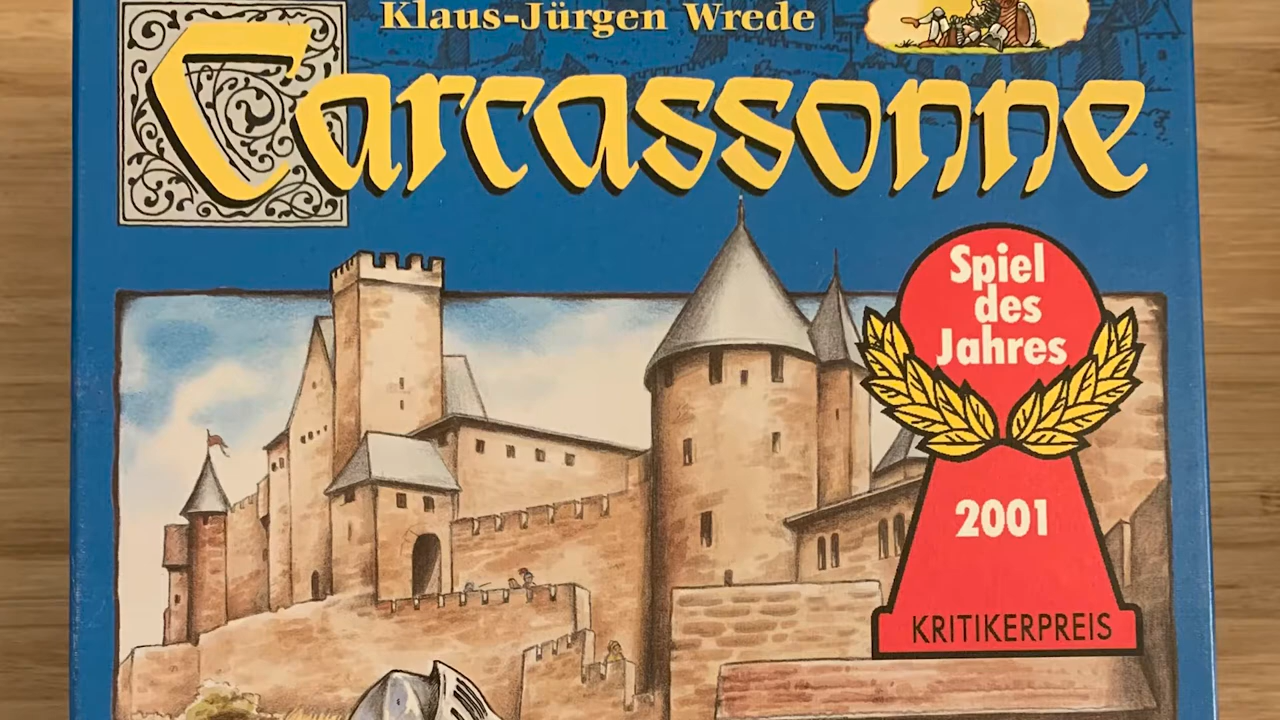 Klaus-Jürgen Wrede
Carcassonne
Spiel
des
Jahres
2001
KRITIKERPREIS